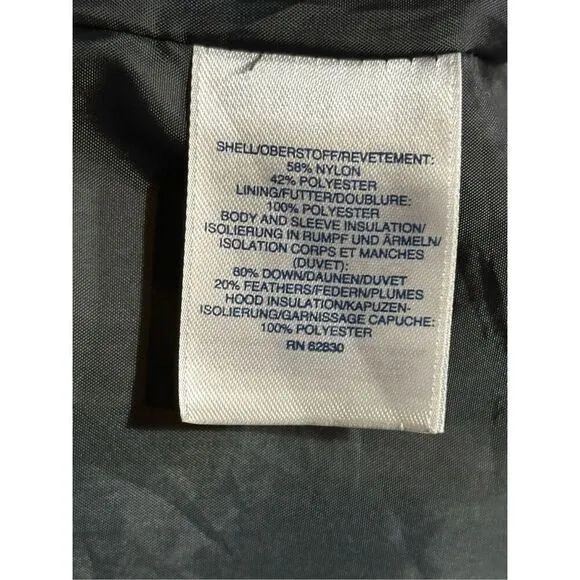 SHELL/OBERSTOFF/REVETEMENT:
58% NYLON
42% POLYESTER
LINING/FUTTER/DOUBLURE:
100% POLYESTER
BODY AND SLEEVE INSULATION/
ISOLIERUNG IN RUMPF UND ÄRMELN/
ISOLATION CORPS ET MANCHES
(DUVET):
80% DOWN/DAUNEN/DUVET
20% FEATHERS/FEDERN/PLUMES
HOOD INSULATION/KAPUZEN-
ISOLIERUNG/GARNISSAGE CAPUCHE:
100% POLYESTER
RN 62830